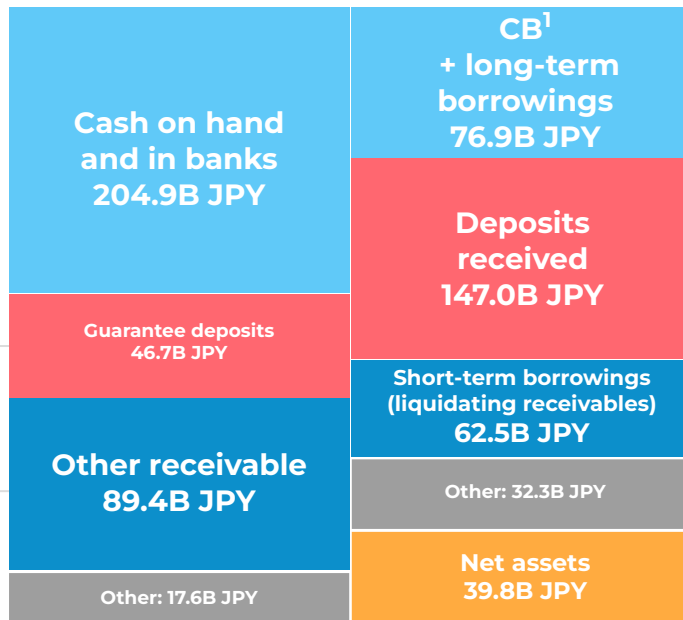 Cash on hand
and in banks
204.9B JPY
Guarantee deposits
46.7B JPY
Other receivable
89.4B JPY
Other: 17.6B JPY
CB¹
+ long-term
borrowings
76.9B JPY
Deposits
received
147.0B JPY
Short-term borrowings
(liquidating receivables)
62.5B JPY
Other: 32.3B JPY
Net assets
39.8B JPY